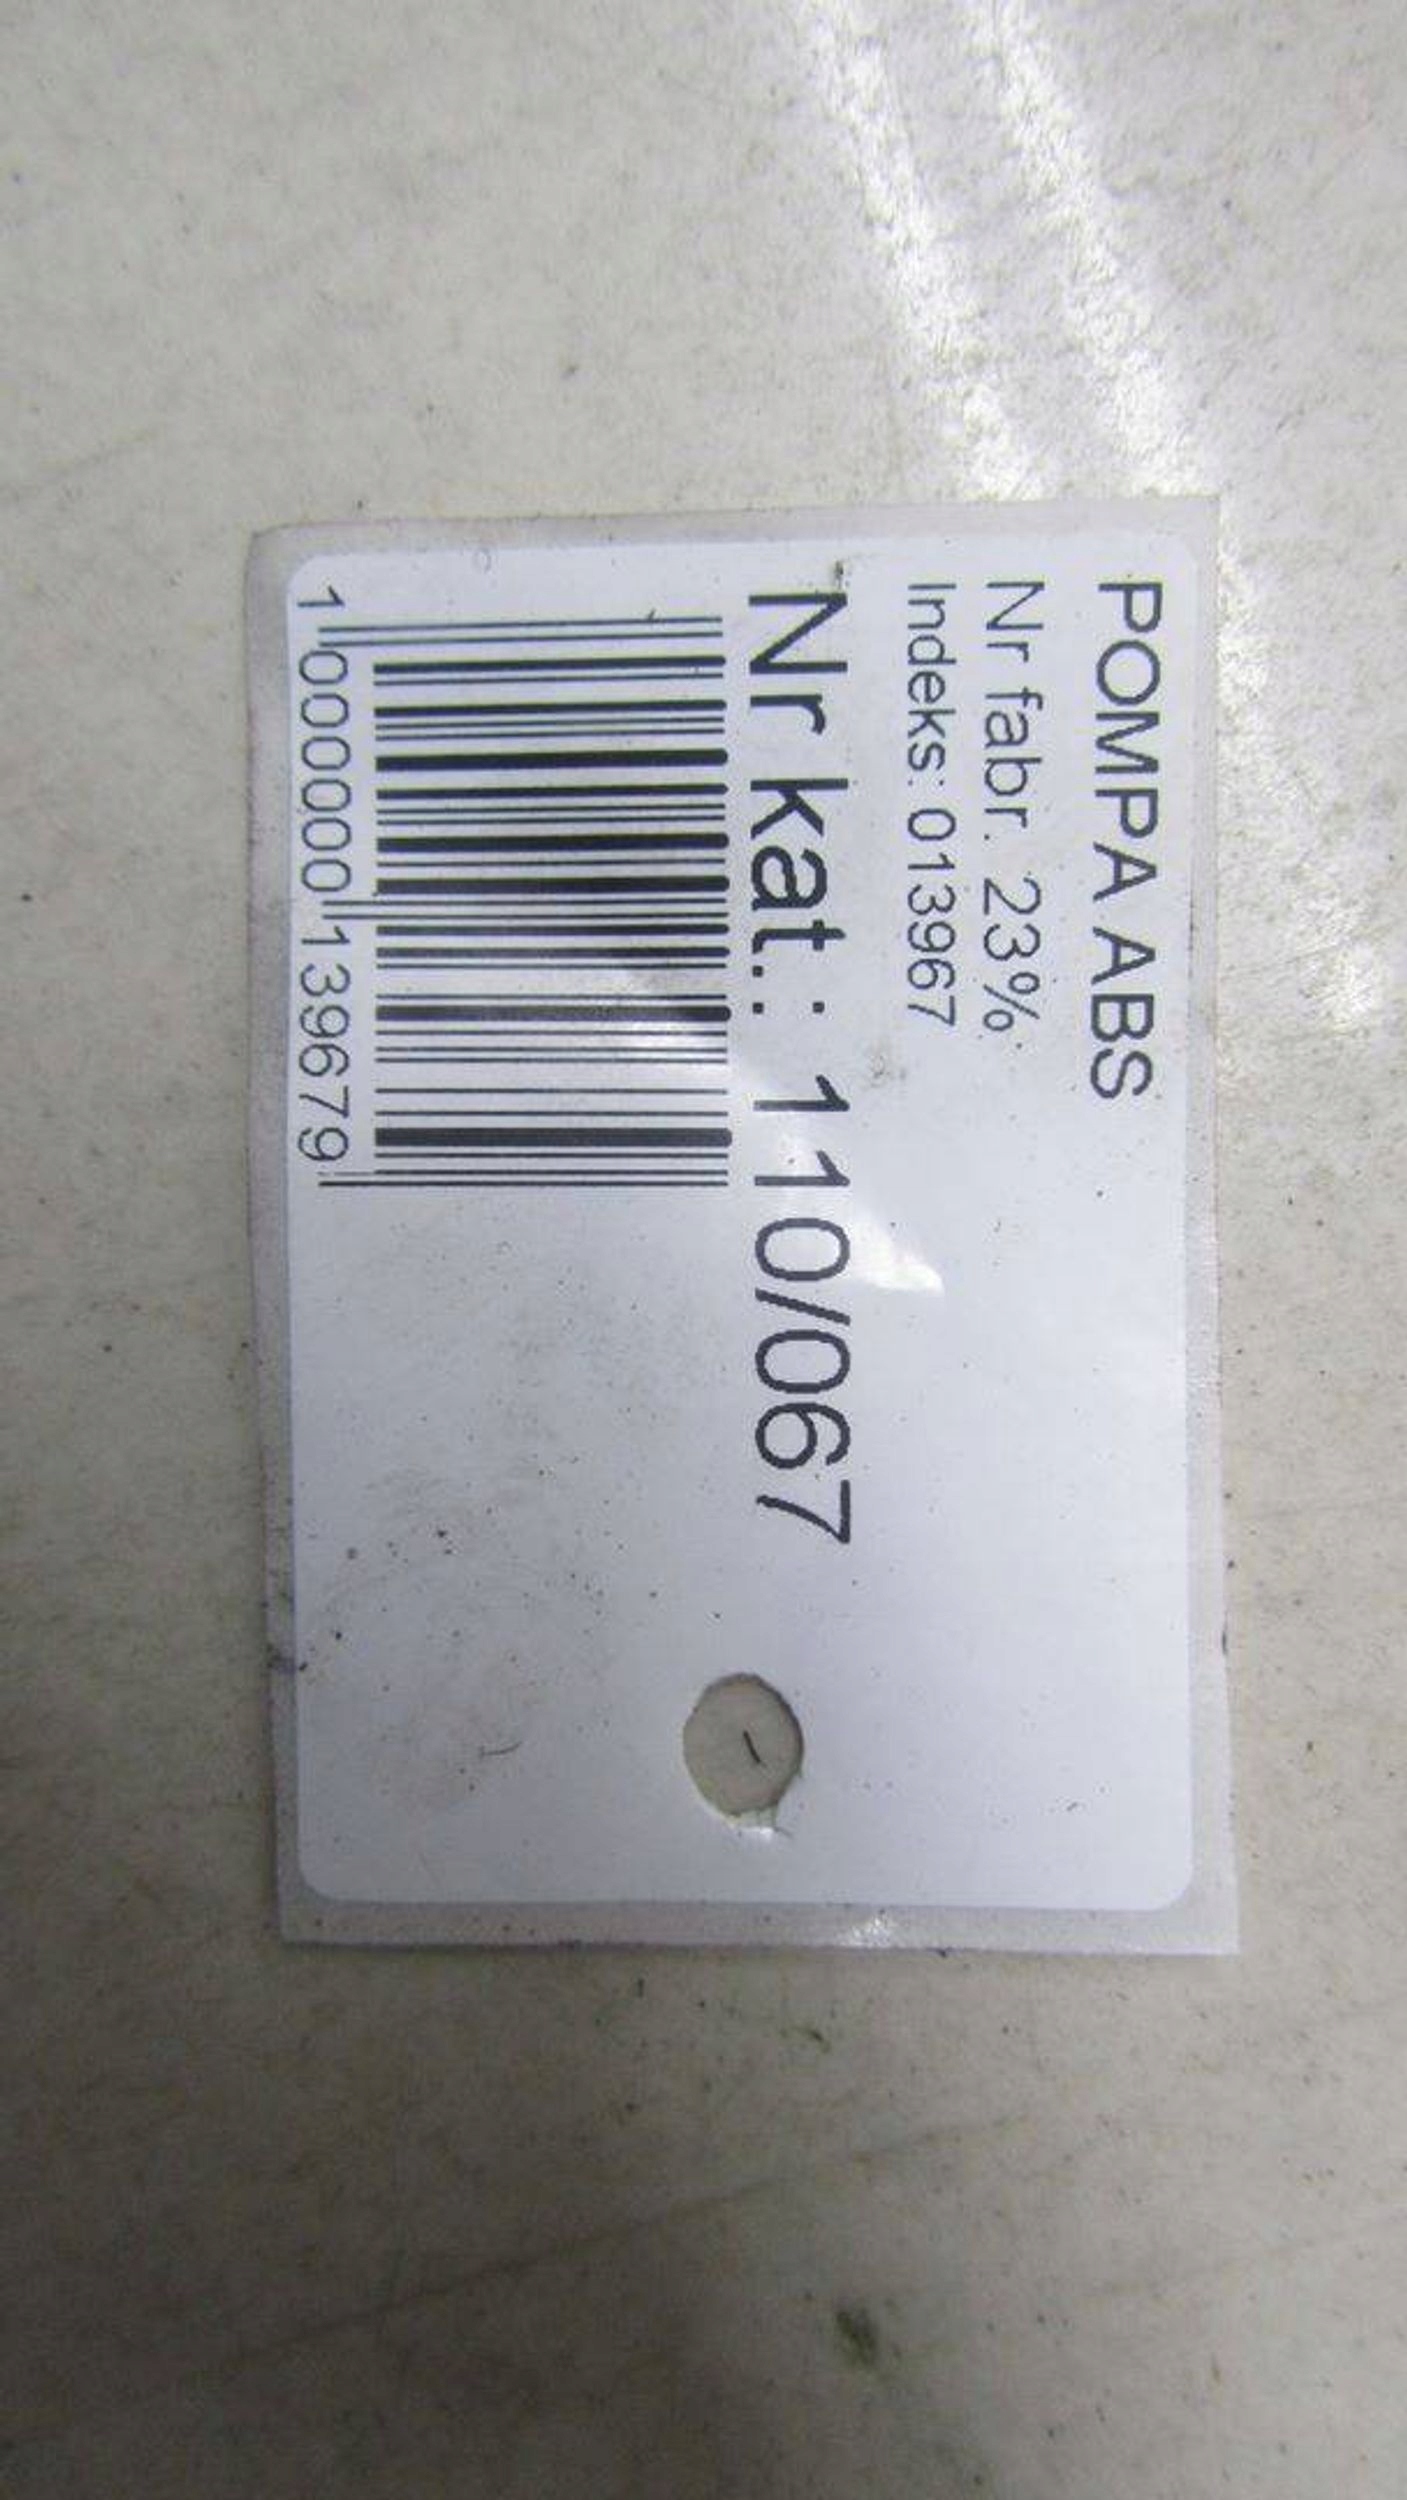 POMPA ABS
Nr fabr. 23%
Indeks: 013967
Nr kat.: 110/067
1 000000 139679